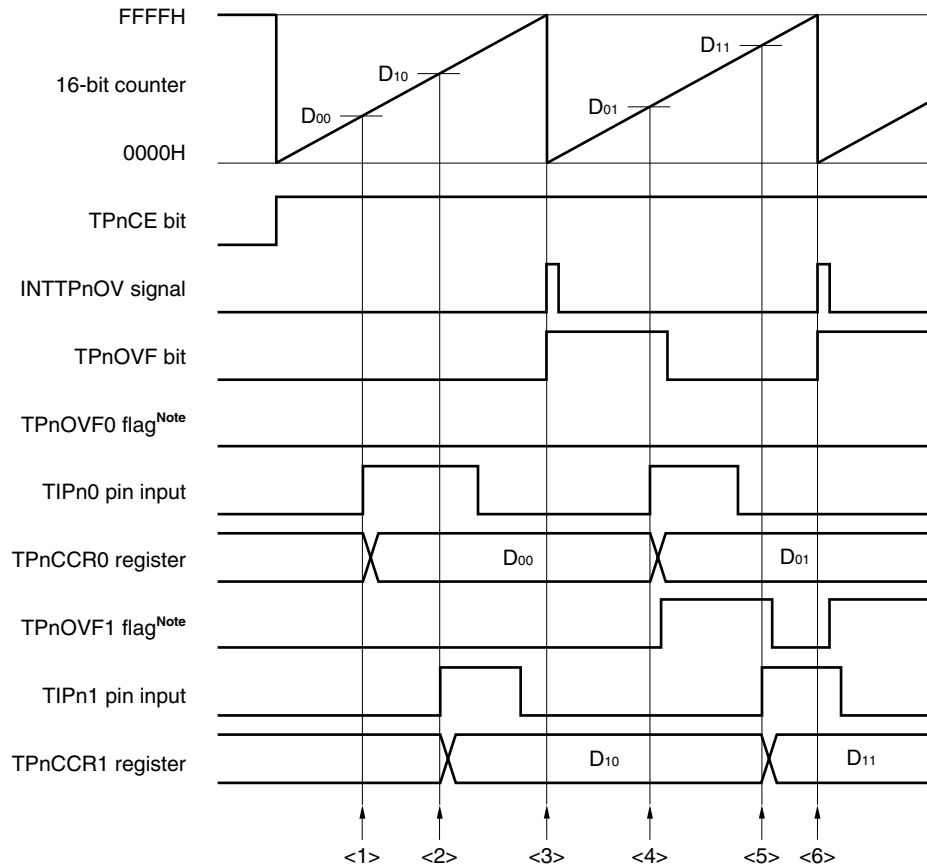 FFFFH
D11
D10
16-bit counter
D01
D00
0000H
TPnCE bit
INTTPnOV signal
TPnOVF bit
TPnOVF0 flagNote
TIPn0 pin input
TPnCCR0 register
D00
D01
TPnOVF1 flagNote
TIPn1 pin input
TPnCCR1 register
D10
D11
<1> <2> <3> <4> <5> <6>